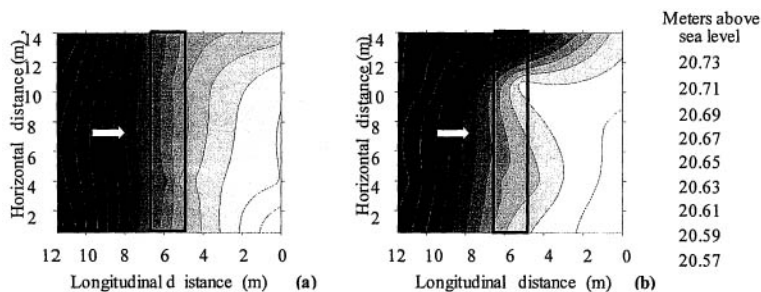 Horizontal distance (m)
14
12
10
8
6
4
2
12 10 8 6 4 2 0
Longitudinal d istance (m) (a)
Horizontal distance (m)
14
12
10
8
6
4
2
12 10 8 6 4 2 0
Longitudinal distance (m) (b)
Meters above
sea level
20.73
20.71
20.69
20.67
20.65
20.63
20.61
20.59
20.57